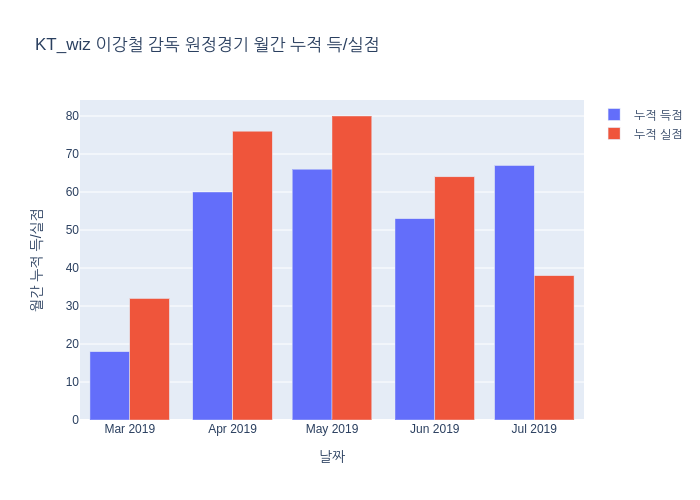 KT_wiz 이강철 감독 원정경기 월간 누적 득/실점
누적 득점
누적 실점
월간 누적 득/실점
80
70
60
50
40
30
20
10
0
Mar 2019
Apr 2019
May 2019
Jun 2019
Jul 2019
날짜